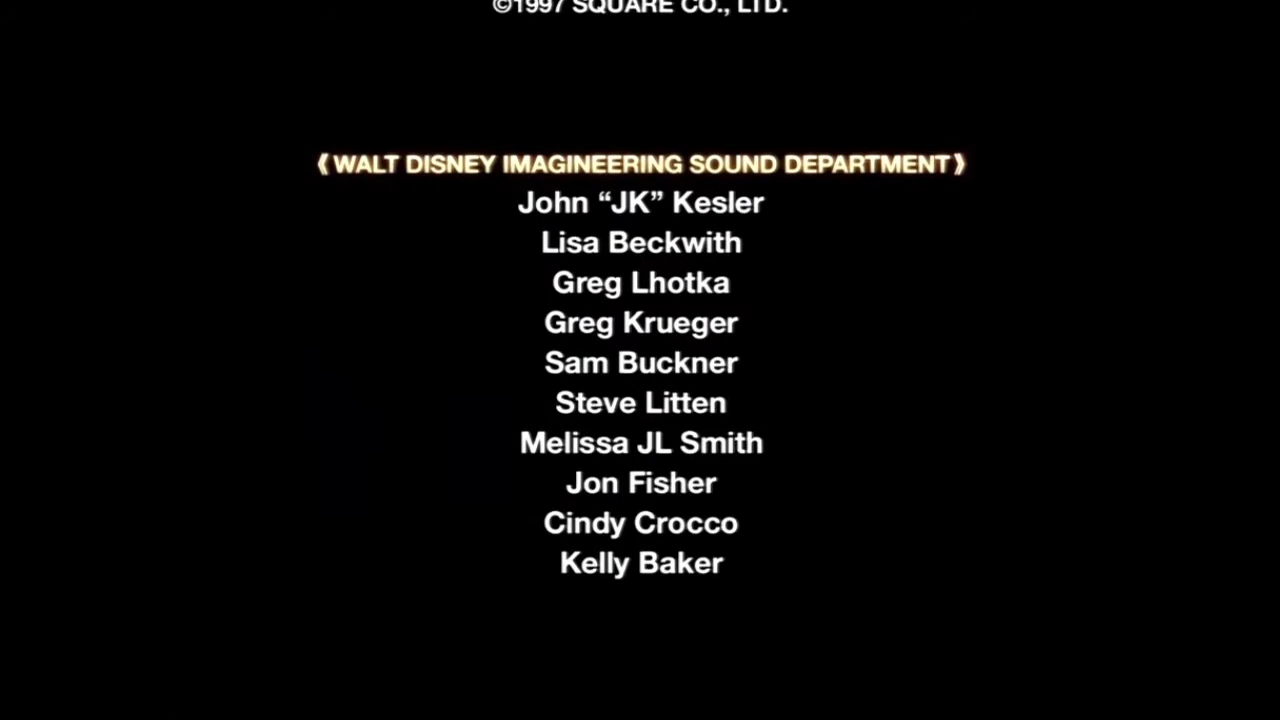 ©1997 SQUARE CO., LTD.
《WALT DISNEY IMAGINEERING SOUND DEPARTMENT》
John “JK” Kesler
Lisa Beckwith
Greg Lhotka
Greg Krueger
Sam Buckner
Steve Litten
Melissa JL Smith
Jon Fisher
Cindy Crocco
Kelly Baker